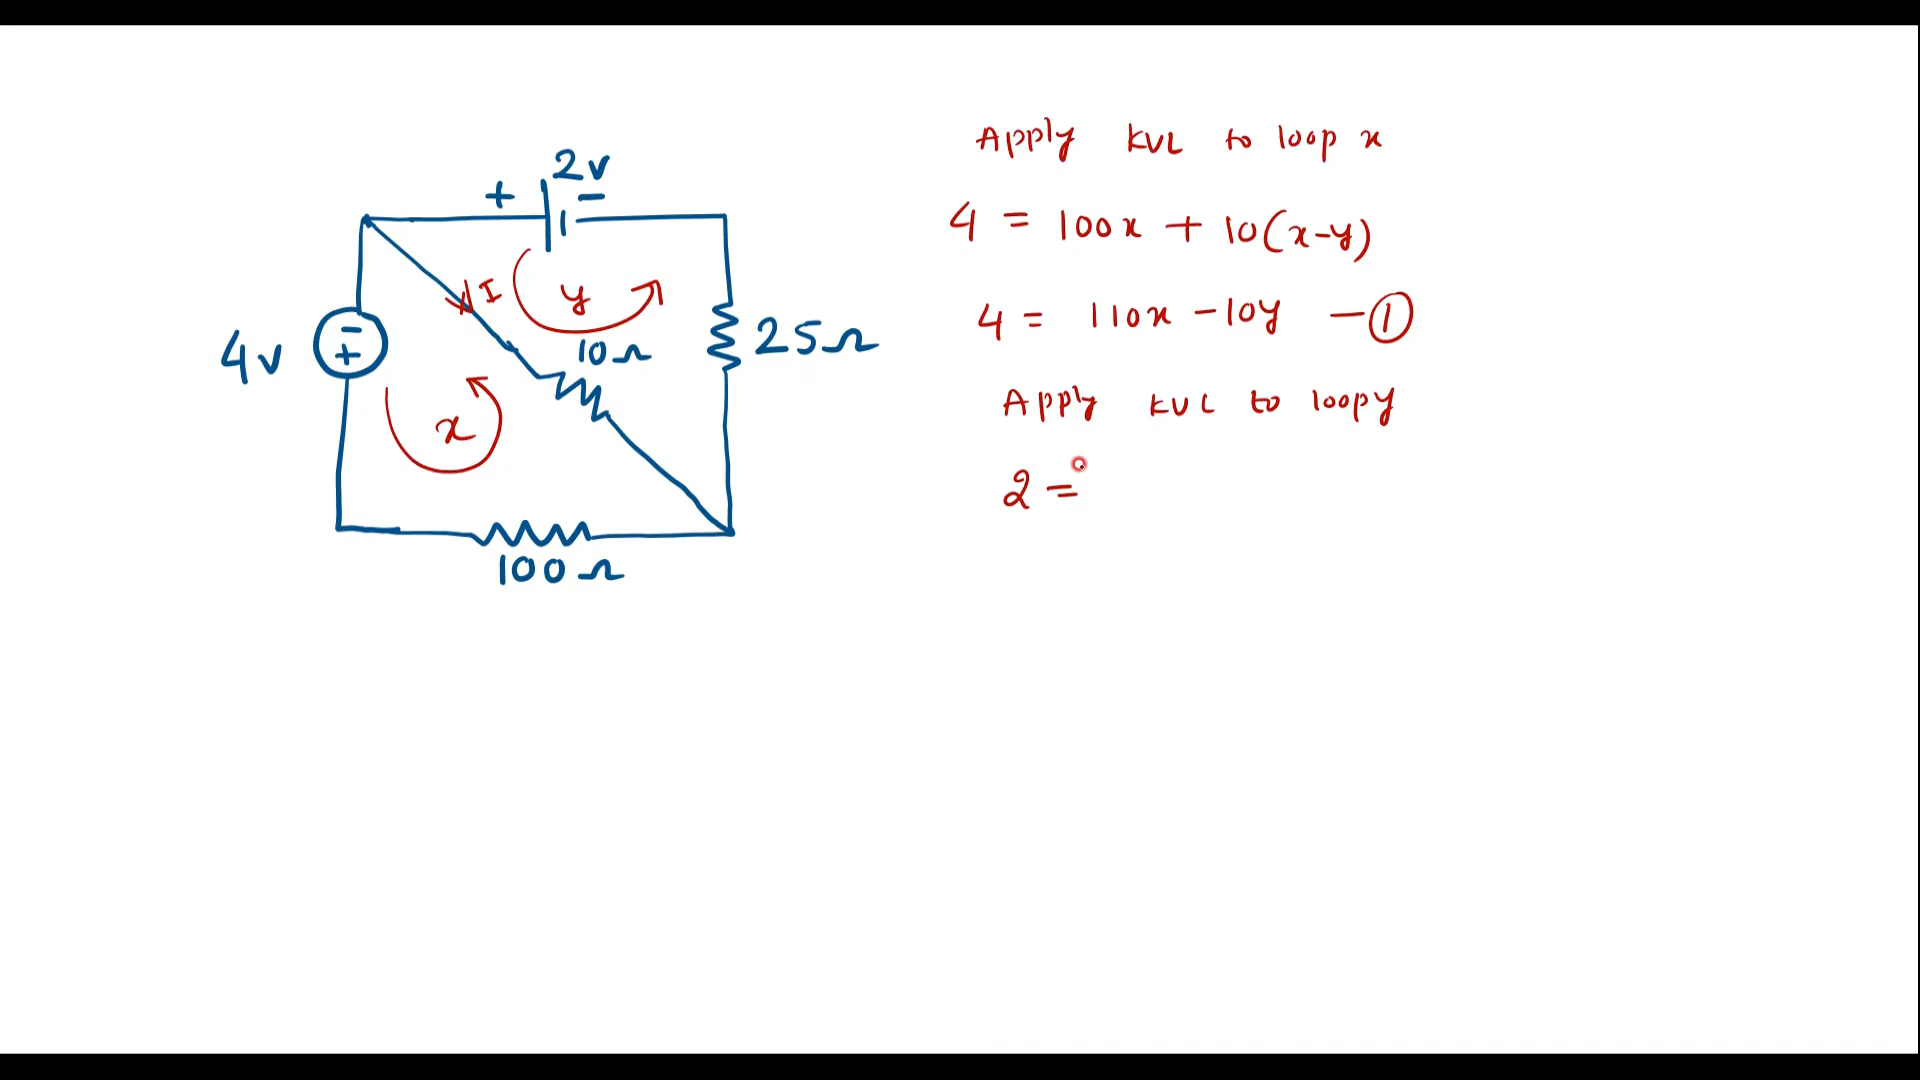 2v
+ -
I
y
4v
-
+
10Ω
25Ω
x
100Ω
Apply KVL to loop x
4 = 100x + 10(x-y)
4 = 110x - 10y - ①
Apply KVL to loop y
2 =